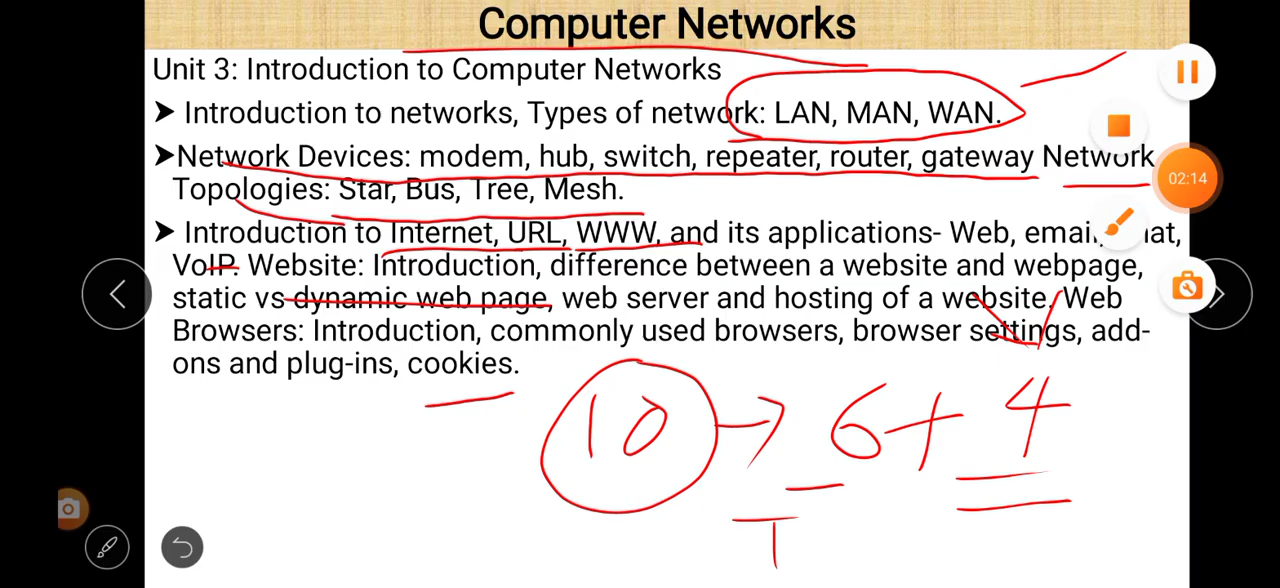 Computer Networks
Unit 3: Introduction to Computer Networks
➤ Introduction to networks, Types of network: LAN, MAN, WAN.
➤Network Devices: modem, hub, switch, repeater, router, gateway Network
Topologies: Star, Bus, Tree, Mesh.
02:14
➤ Introduction to Internet, URL, WWW, and its applications- Web, email,
VoIP. Website: Introduction, difference between a website and webpage,
static vs dynamic web page, web server and hosting of a website. Web
Browsers: Introduction, commonly used browsers, browser settings, add-
ons and plug-ins, cookies.
10 → 6 + 4
T